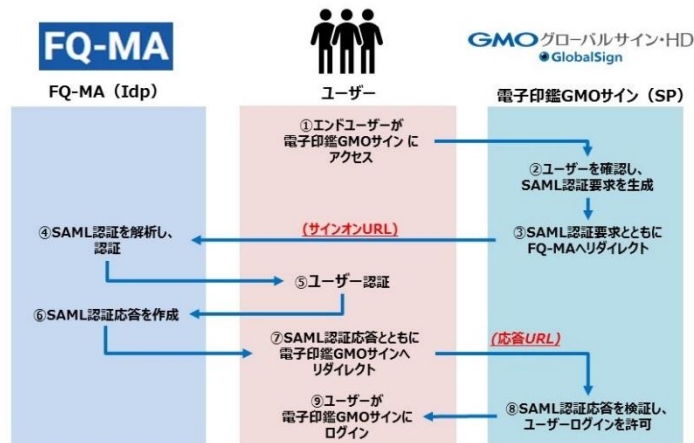 FQ-MA
GMOグローバルサイン・HD
GlobalSign
FQ-MA（Idp）
ユーザー
電子印鑑GMOサイン（SP）
①エンドユーザーが
電子印鑑GMOサイン に
アクセス
②ユーザーを確認し、
SAML認証要求を生成
③SAML認証要求とともに
FQ-MAへリダイレクト
(サインオンURL)
④SAML認証を解析し、
認証
⑤ユーザー認証
⑥SAML認証応答を作成
⑦SAML認証応答とともに
電子印鑑GMOサインへ
リダイレクト
(応答URL)
⑧SAML認証応答を検証し、
ユーザーログインを許可
⑨ユーザーが
電子印鑑GMOサインに
ログイン